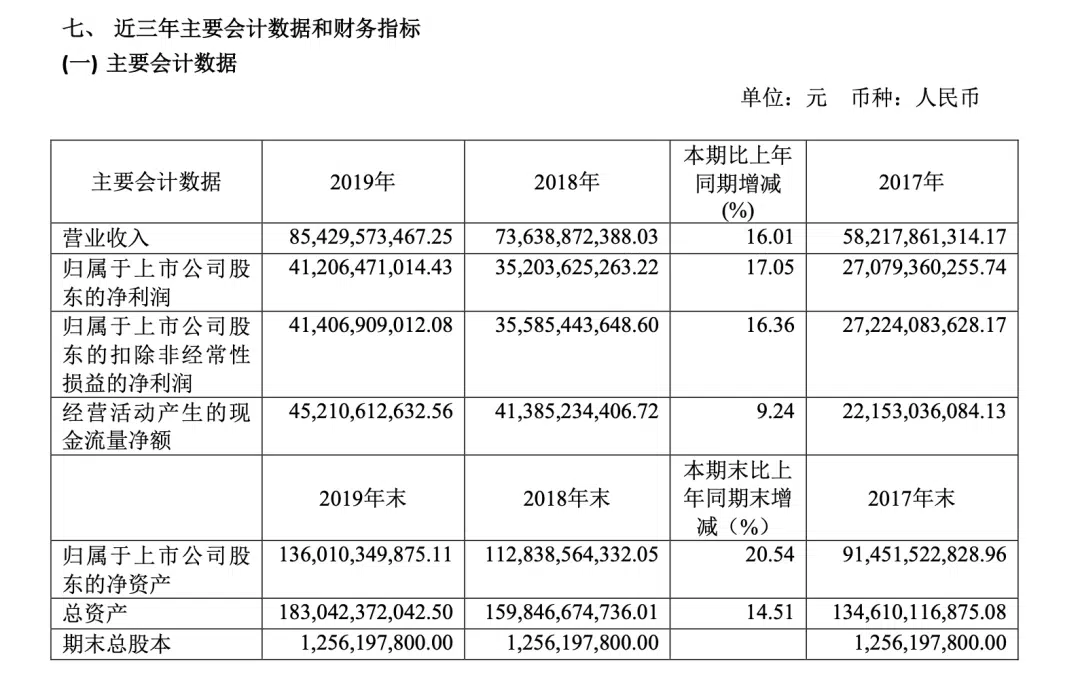 七、 近三年主要会计数据和财务指标
(一) 主要会计数据
单位：元 币种：人民币
主要会计数据 2019年 2018年 本期比上年同期增减(%) 2017年
营业收入 85,429,573,467.25 73,638,872,388.03 16.01 58,217,861,314.17
归属于上市公司股东的净利润 41,206,471,014.43 35,203,625,263.22 17.05 27,079,360,255.74
归属于上市公司股东的扣除非经常性损益的净利润 41,406,909,012.08 35,585,443,648.60 16.36 27,224,083,628.17
经营活动产生的现金流量净额 45,210,612,632.56 41,385,234,406.72 9.24 22,153,036,084.13
2019年末 2018年末 本期末比上年同期末增减（%） 2017年末
归属于上市公司股东的净资产 136,010,349,875.11 112,838,564,332.05 20.54 91,451,522,828.96
总资产 183,042,372,042.50 159,846,674,736.01 14.51 134,610,116,875.08
期末总股本 1,256,197,800.00 1,256,197,800.00 1,256,197,800.00